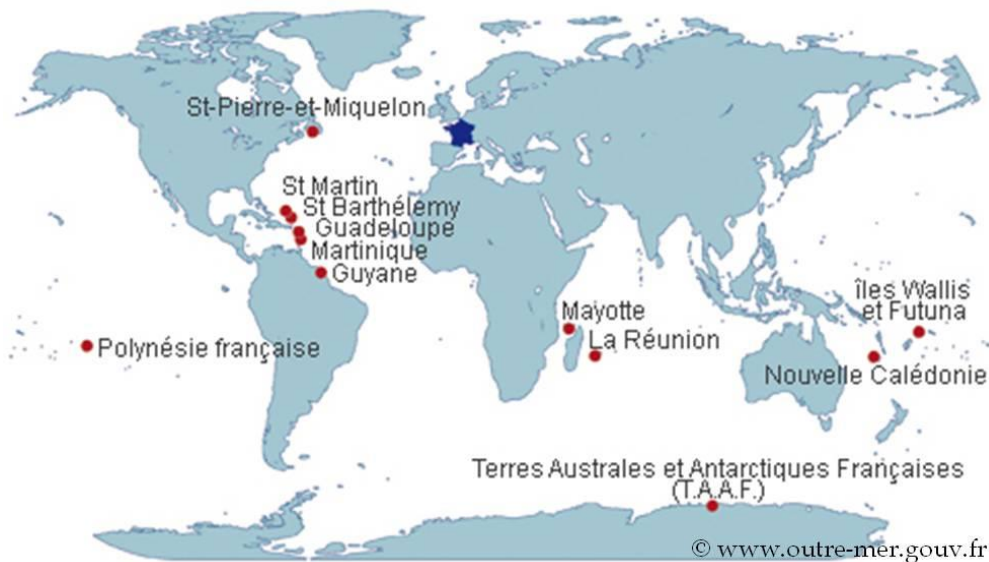 St-Pierre-et-Miquelon
St Martin
St Barthélemy
Guadeloupe
Martinique
Guyane
Polynésie française
Mayotte
La Réunion
îles Wallis
et Futuna
Nouvelle Calédonie
Terres Australes et Antarctiques Françaises
(T.A.A.F.)
© www.outre-mer.gouv.fr